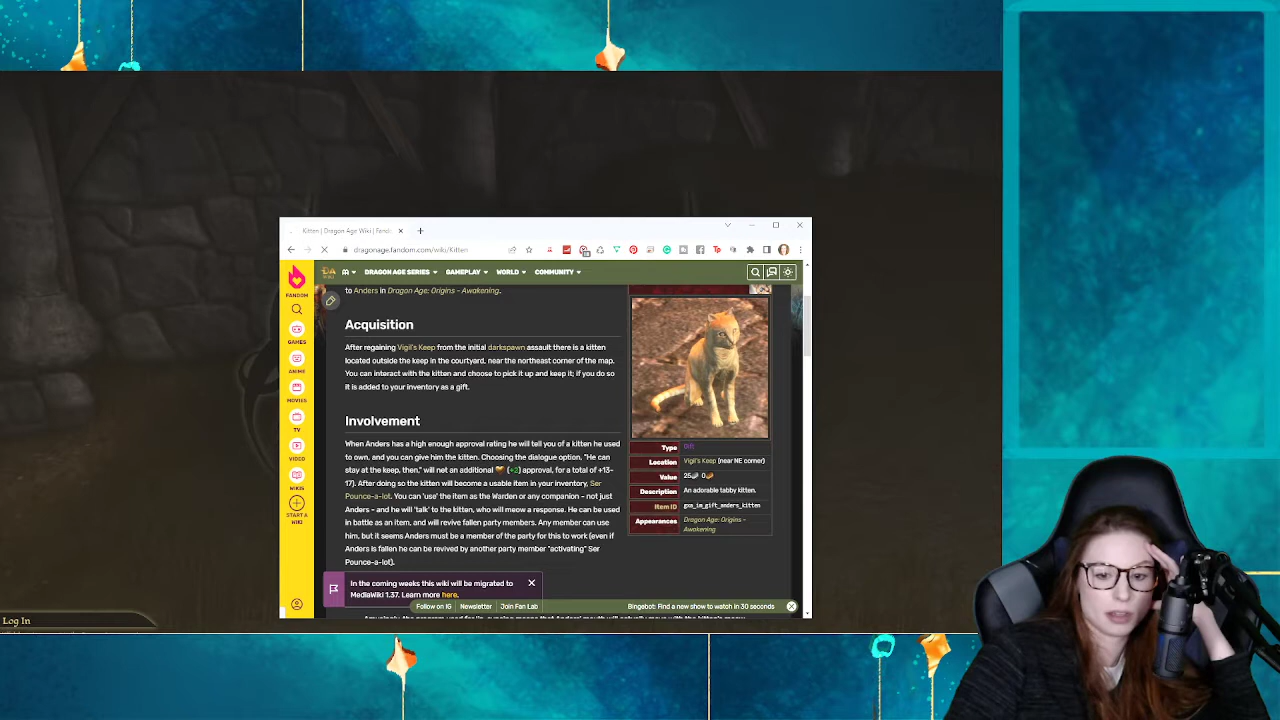 Kitten | Dragon Age Wiki | Fand
dragonage.fandom.com/wiki/Kitten
DRAGON AGE SERIES
GAMEPLAY
WORLD
COMMUNITY
FANDOM
GAMES
ANIME
MOVIES
TV
VIDEO
WIKIS
START A
WIKI
to Anders in Dragon Age: Origins - Awakening.
Acquisition
After regaining Vigil's Keep from the initial darkspawn assault there is a kitten
located outside the keep in the courtyard, near the northeast corner of the map.
You can interact with the kitten and choose to pick it up and keep it; if you do so
it is added to your inventory as a gift.
Involvement
When Anders has a high enough approval rating he will tell you of a kitten he used
to own, and you can give him the kitten. Choosing the dialogue option, "He can
stay at the keep, then," will net an additional (+2) approval, for a total of +13-
17). After doing so the kitten will become a usable item in your inventory, Ser
Pounce-a-lot. You can 'use' the item as the Warden or any companion - not just
Anders - and he will 'talk' to the kitten, who will meow a response. He can be used
in battle as an item, and will revive fallen party members. Any member can use
him, but it seems Anders must be a member of the party for this to work (even if
Anders is fallen he can be revived by another party member "activating" Ser
Pounce-a-lot).
Type Gift
Location Vigil's Keep (near NE corner)
Value 25 0
Description An adorable tabby kitten.
Item ID gxa_im_gift_anders_kitten
Appearances Dragon Age: Origins -
Awakening
In the coming weeks this wiki will be migrated to
MediaWiki 1.37. Learn more here.
Follow on IG
Newsletter
Join Fan Lab
Bingebot: Find a new show to watch in 30 seconds
Log In